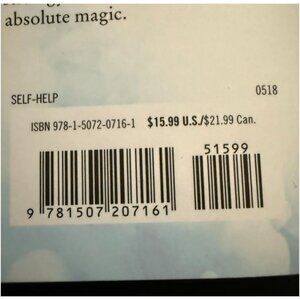 absolute magic.
SELF-HELP 0518
ISBN 978-1-5072-0716-1 $15.99 U.S./$21.99 Can.
51599
9 781507 207161